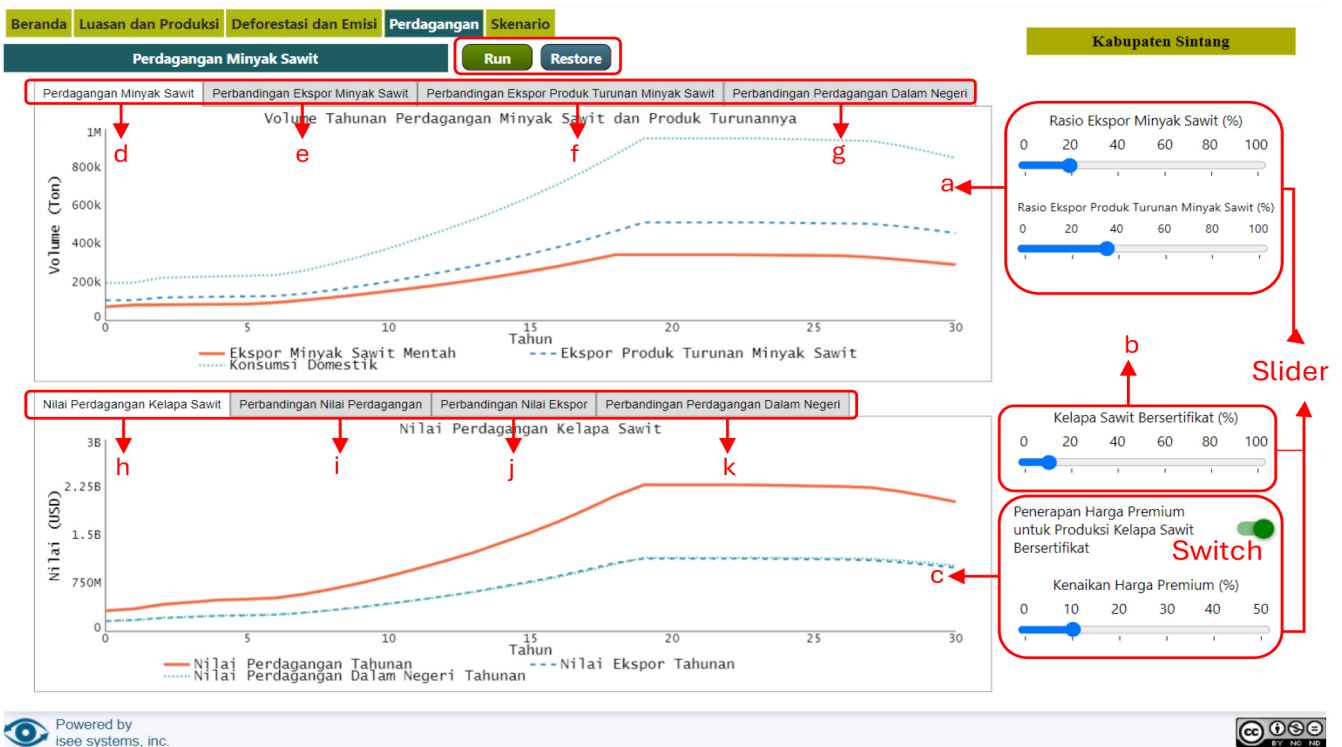 Beranda Luasan dan Produksi Deforestasi dan Emisi Perdagangan Skenario
Perdagangan Minyak Sawit
Run Restore
Kabupaten Sintang
Perdagangan Minyak Sawit Perbandingan Ekspor Minyak Sawit Perbandingan Ekspor Produk Turunan Minyak Sawit Perbandingan Perdagangan Dalam Negeri
Volume Tahunan Perdagangan Minyak Sawit dan Produk Turunannya
d e f g
1M
800k
600k
400k
200k
0
Volume (Ton)
0 5 10 15 20 25 30
Tahun
Ekspor Minyak Sawit Mentah Ekspor Produk Turunan Minyak Sawit
Konsumsi Domestik
a
Rasio Ekspor Minyak Sawit (%)
0 20 40 60 80 100
Rasio Ekspor Produk Turunan Minyak Sawit (%)
0 20 40 60 80 100
b
Slider
Nilai Perdagangan Kelapa Sawit Perbandingan Nilai Perdagangan Perbandingan Nilai Ekspor Perbandingan Perdagangan Dalam Negeri
Nilai Perdagangan Kelapa Sawit
h i j k
3B
2.25B
1.5B
750M
0
Nilai (USD)
0 5 10 15 20 25 30
Tahun
Nilai Perdagangan Tahunan Nilai Ekspor Tahunan
Nilai Perdagangan Dalam Negeri Tahunan
Kelapa Sawit Bersertifikat (%)
0 20 40 60 80 100
c
Penerapan Harga Premium
untuk Produksi Kelapa Sawit
Bersertifikat
Switch
Kenaikan Harga Premium (%)
0 10 20 30 40 50
Powered by
isee systems, inc.
cc
BY NC ND